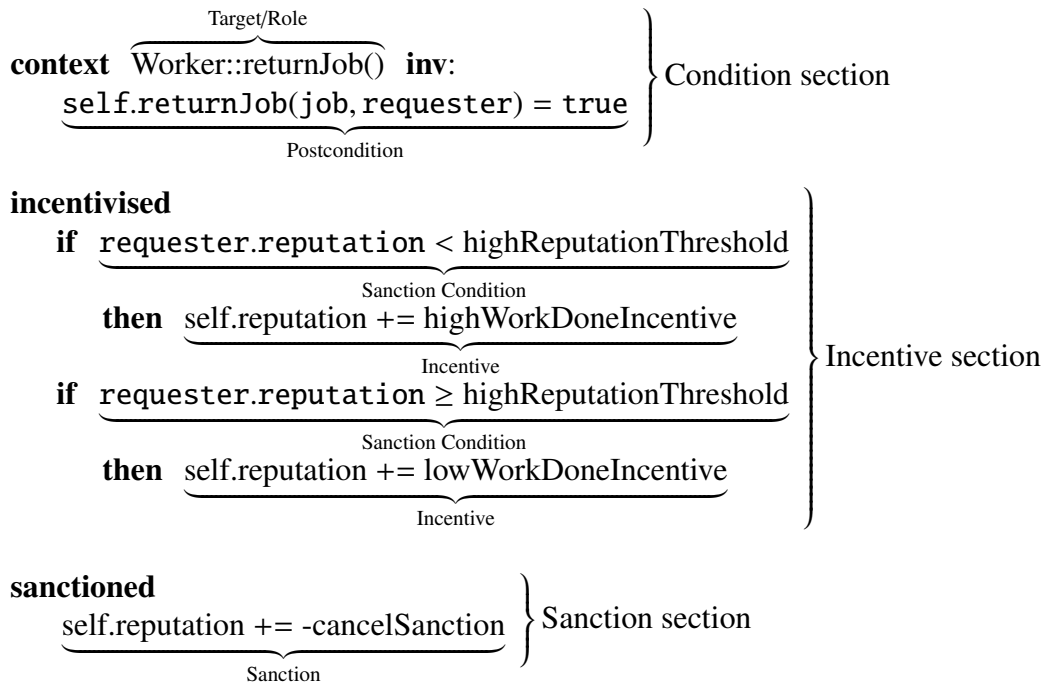 Target/Role
context Worker::returnJob() inv:
self.returnJob(job,requester) = true
Postcondition
Condition section
incentivised
if requester.reputation < highReputationThreshold
Sanction Condition
then self.reputation += highWorkDoneIncentive
Incentive
if requester.reputation ≥ highReputationThreshold
Sanction Condition
then self.reputation += lowWorkDoneIncentive
Incentive
Incentive section
sanctioned
self.reputation += -cancelSanction
Sanction
Sanction section